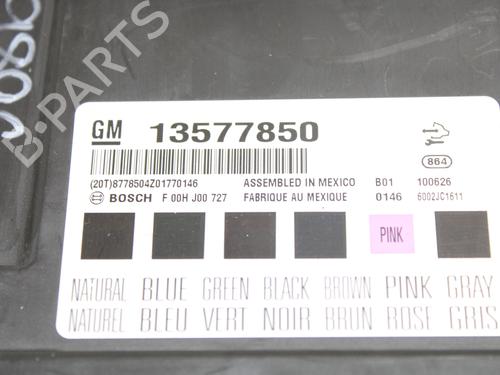 GM 13577850
864
(20T)8778504Z01770146 ASSEMBLED IN MEXICO B01 100626
BOSCH F 00H J00 727 FABRIQUE AU MEXIQUE 0146 6002JC1611
PINK
NATURAL BLUE GREEN BLACK BROWN PINK GRAY
NATUREL BLEU VERT NOIR BRUN ROSE GRIS
B-PARTS